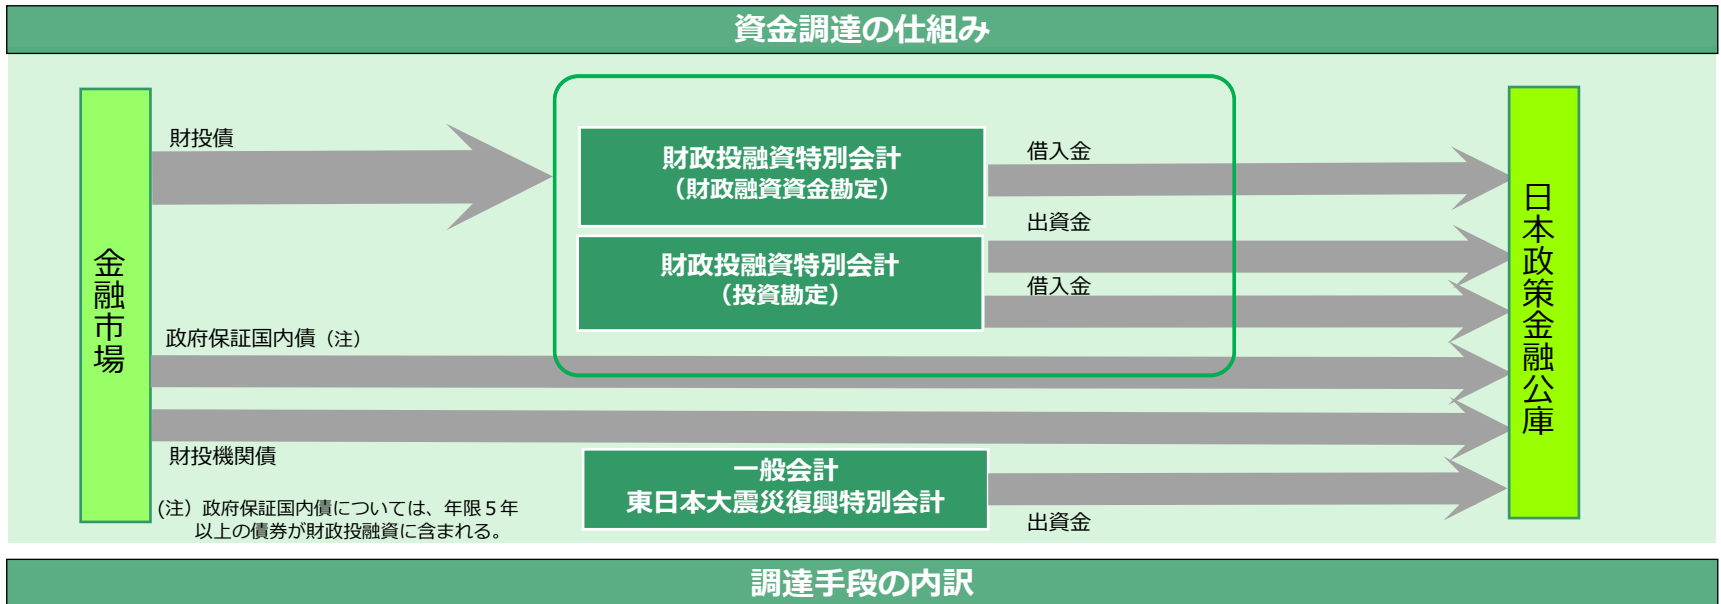 資金調達の仕組み
金融市場
財投債
財政投融資特別会計
（財政融資資金勘定）
借入金
出資金
財政投融資特別会計
（投資勘定）
借入金
政府保証国内債（注）
財投機関債
一般会計
東日本大震災復興特別会計
出資金
(注）政府保証国内債については、年限５年
以上の債券が財政投融資に含まれる。
日本政策金融公庫
調達手段の内訳